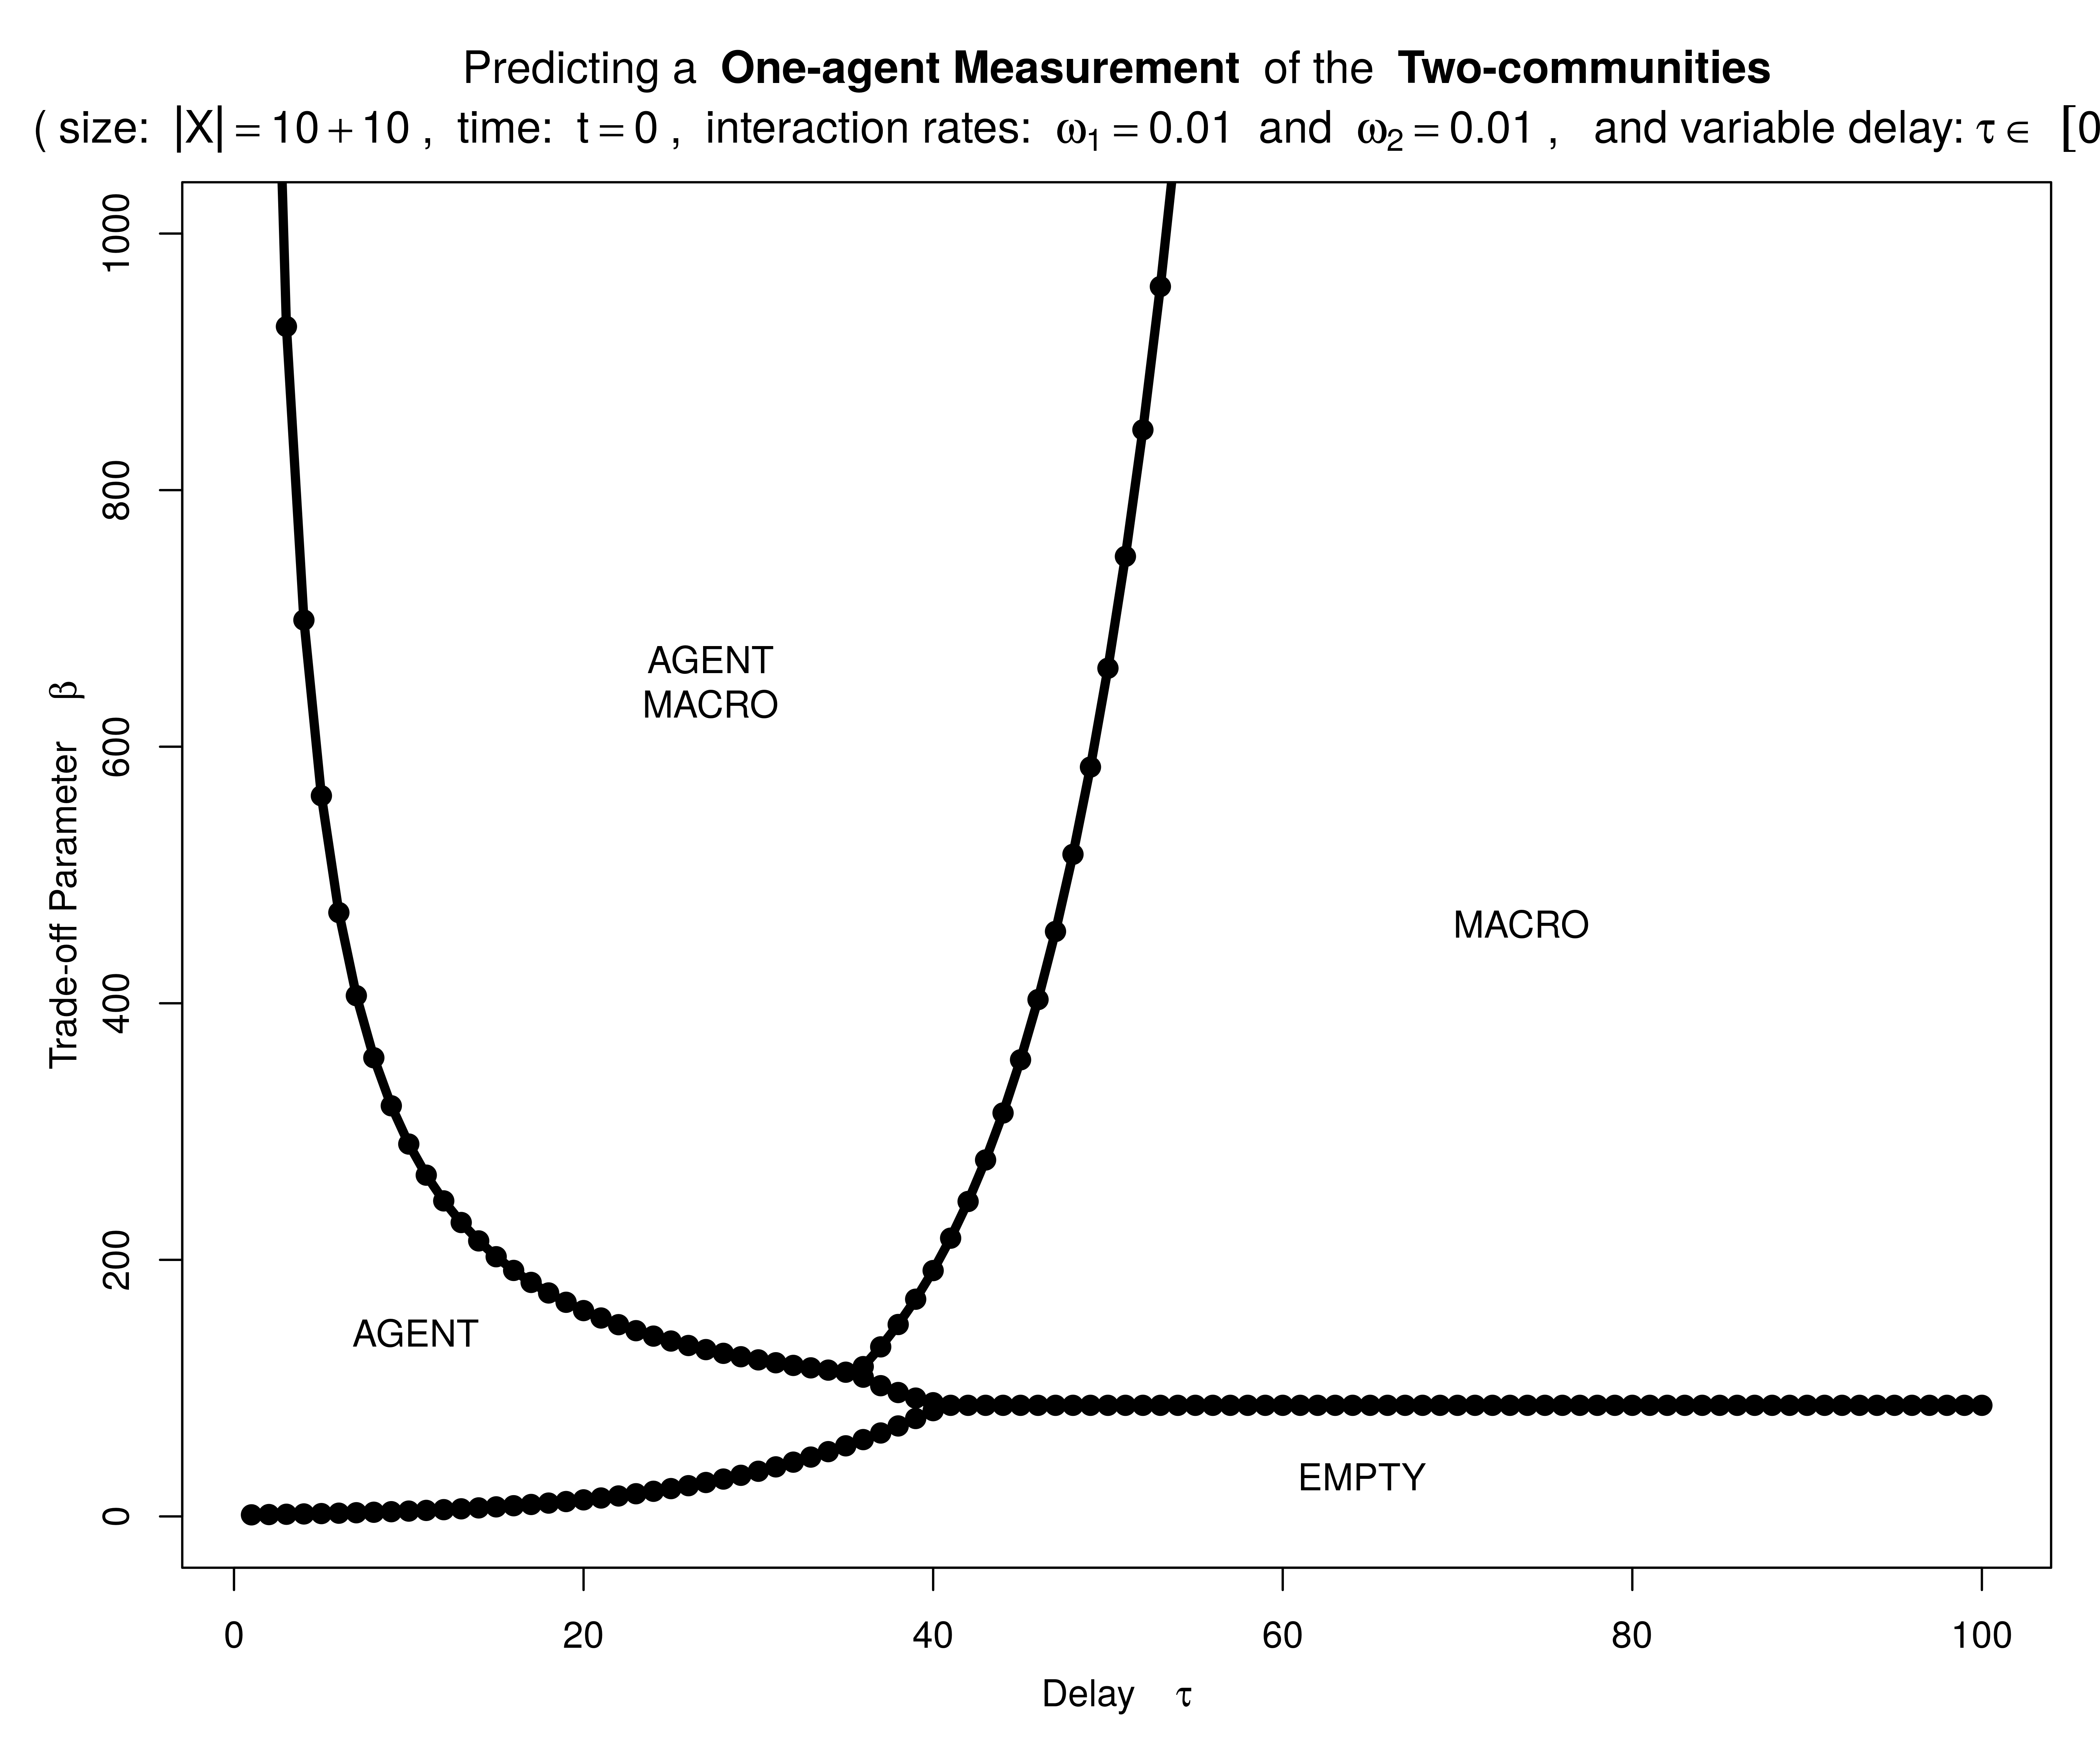 Predicting a One-agent Measurement of the Two-communities
( size: |X| = 10 + 10 , time: t = 0 , interaction rates: ω1 = 0.01 and ω2 = 0.01 , and variable delay: τ ∈ [0
1000
800
600
400
200
0
Trade-off Parameter β
AGENT
MACRO
MACRO
AGENT
EMPTY
0 20 40 60 80 100
Delay τ